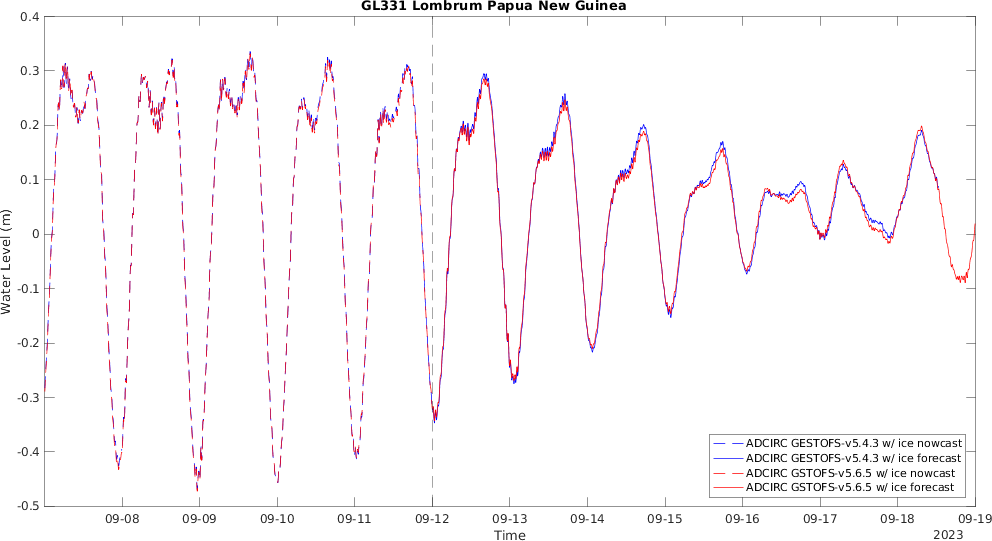 GL331 Lombrum Papua New Guinea
0.4
0.3
0.2
0.1
0
-0.1
-0.2
-0.3
-0.4
-0.5
Water Level (m)
ADCIRC GESTOFS-v5.4.3 w/ ice nowcast
ADCIRC GESTOFS-v5.4.3 w/ ice forecast
ADCIRC GSTOFS-v5.6.5 w/ ice nowcast
ADCIRC GSTOFS-v5.6.5 w/ ice forecast
09-08 09-09 09-10 09-11 09-12 09-13 09-14 09-15 09-16 09-17 09-18 09-19
Time
2023